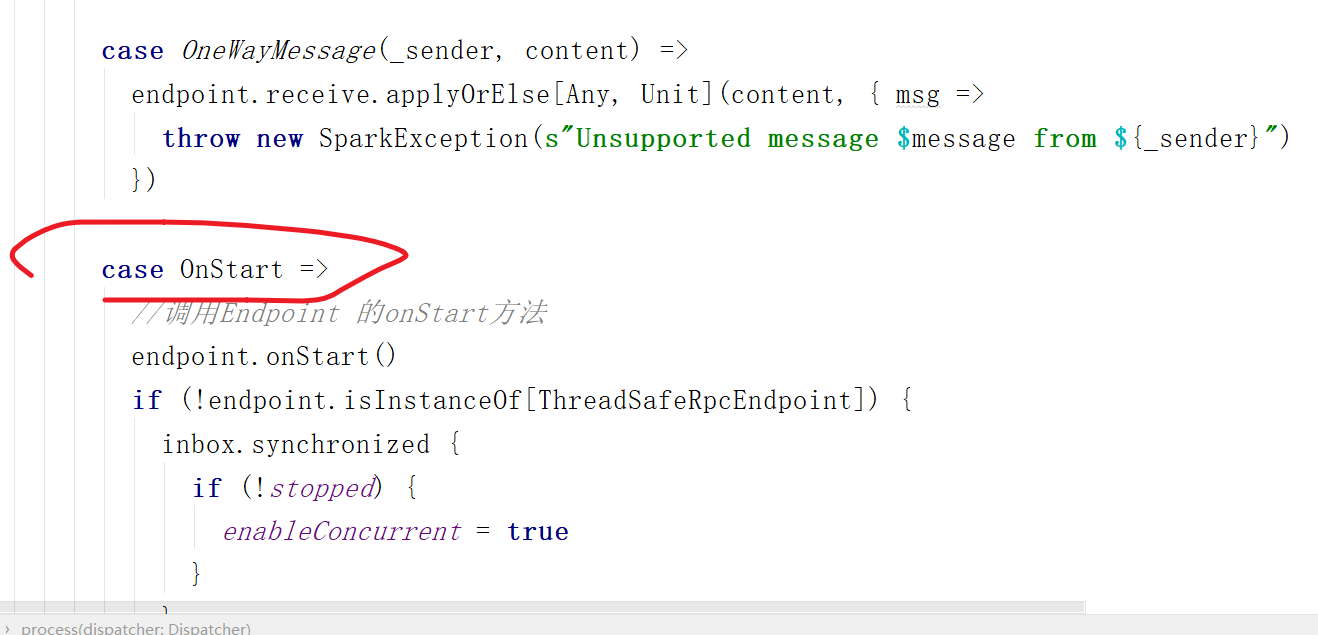 case OneWayMessage(_sender, content) =>
endpoint.receive.applyOrElse[Any, Unit](content, { msg =>
throw new SparkException(s"Unsupported message $message from ${_sender}")
})
case OnStart =>
//调用Endpoint 的onStart方法
endpoint.onStart()
if (!endpoint.isInstanceOf[ThreadSafeRpcEndpoint]) {
inbox.synchronized {
if (!stopped) {
enableConcurrent = true
}
}
process(dispatcher: Dispatcher)